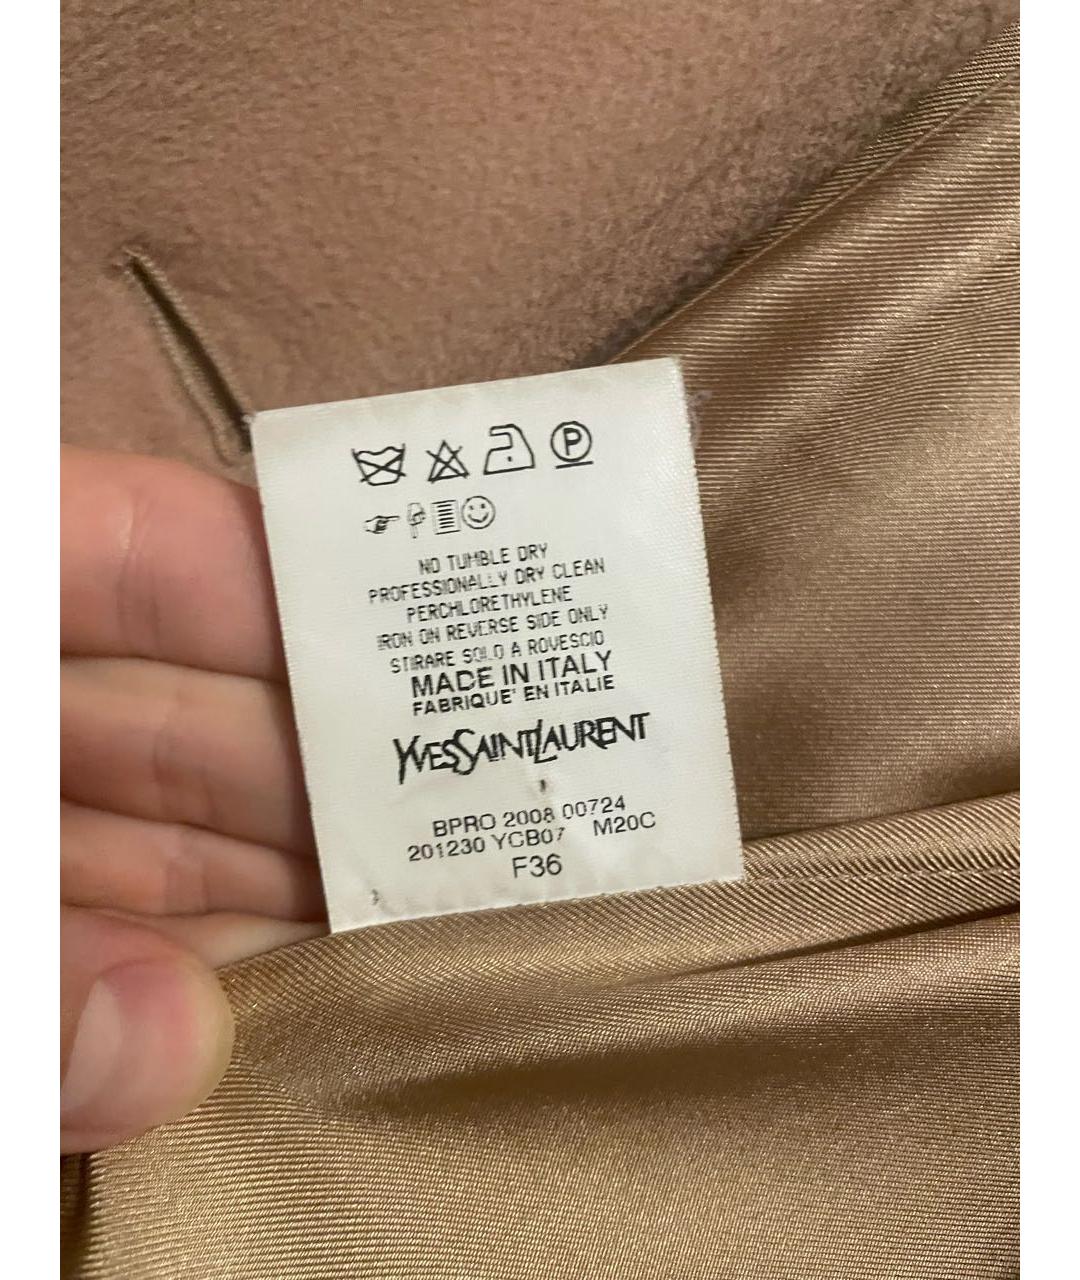 P
NO TUMBLE DRY
PROFESSIONALLY DRY CLEAN
PERCHLORETHYLENE
IRON ON REVERSE SIDE ONLY
STIRARE SOLO A ROVESCIO
MADE IN ITALY
FABRIQUE' EN ITALIE
YVESSAINTLAURENT
BPRO 2008 00724
201230 YCB07 M20C
F36